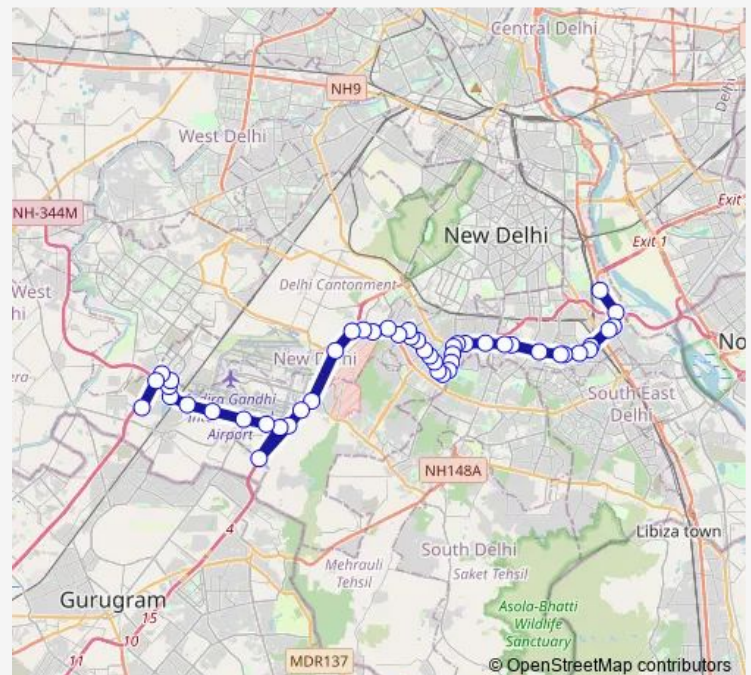 Central Delhi
NH9
Delhi
West Delhi
NH-344M
Exit
New Delhi
Exit 1
Delhi Cantonment
West
No
New Delhi
Indira Gandhi
Airport
South East
Delhi
NH148A
4
Libiza town
South Delhi
Mehrauli
Tehsil
Saket Tehsil
Gurugram
15
Asola-Bhatti
Wildlife
Sanctuary
10
11
MDR137
© OpenStreetMap contributors